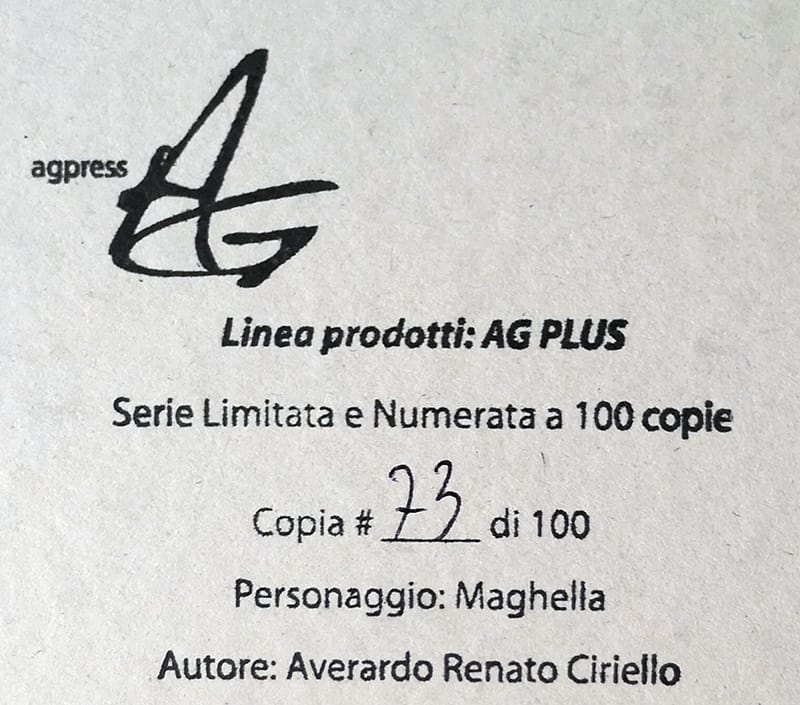 agpress AG
Linea prodotti: AG PLUS
Serie Limitata e Numerata a 100 copie
Copia # 73 di 100
Personaggio: Maghella
Autore: Averardo Renato Ciriello